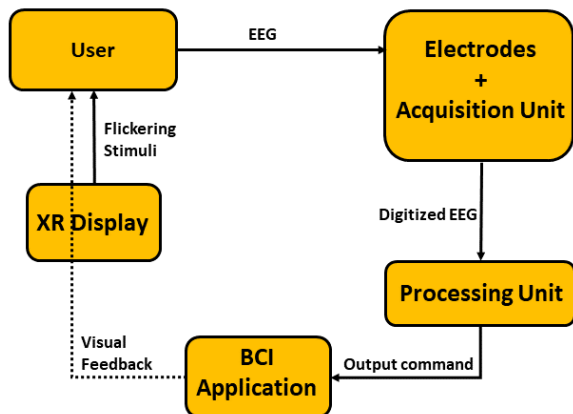 User
EEG
Electrodes
+
Acquisition Unit
Flickering
Stimuli
XR Display
Digitized EEG
Processing Unit
Visual
Feedback
BCI
Application
Output command